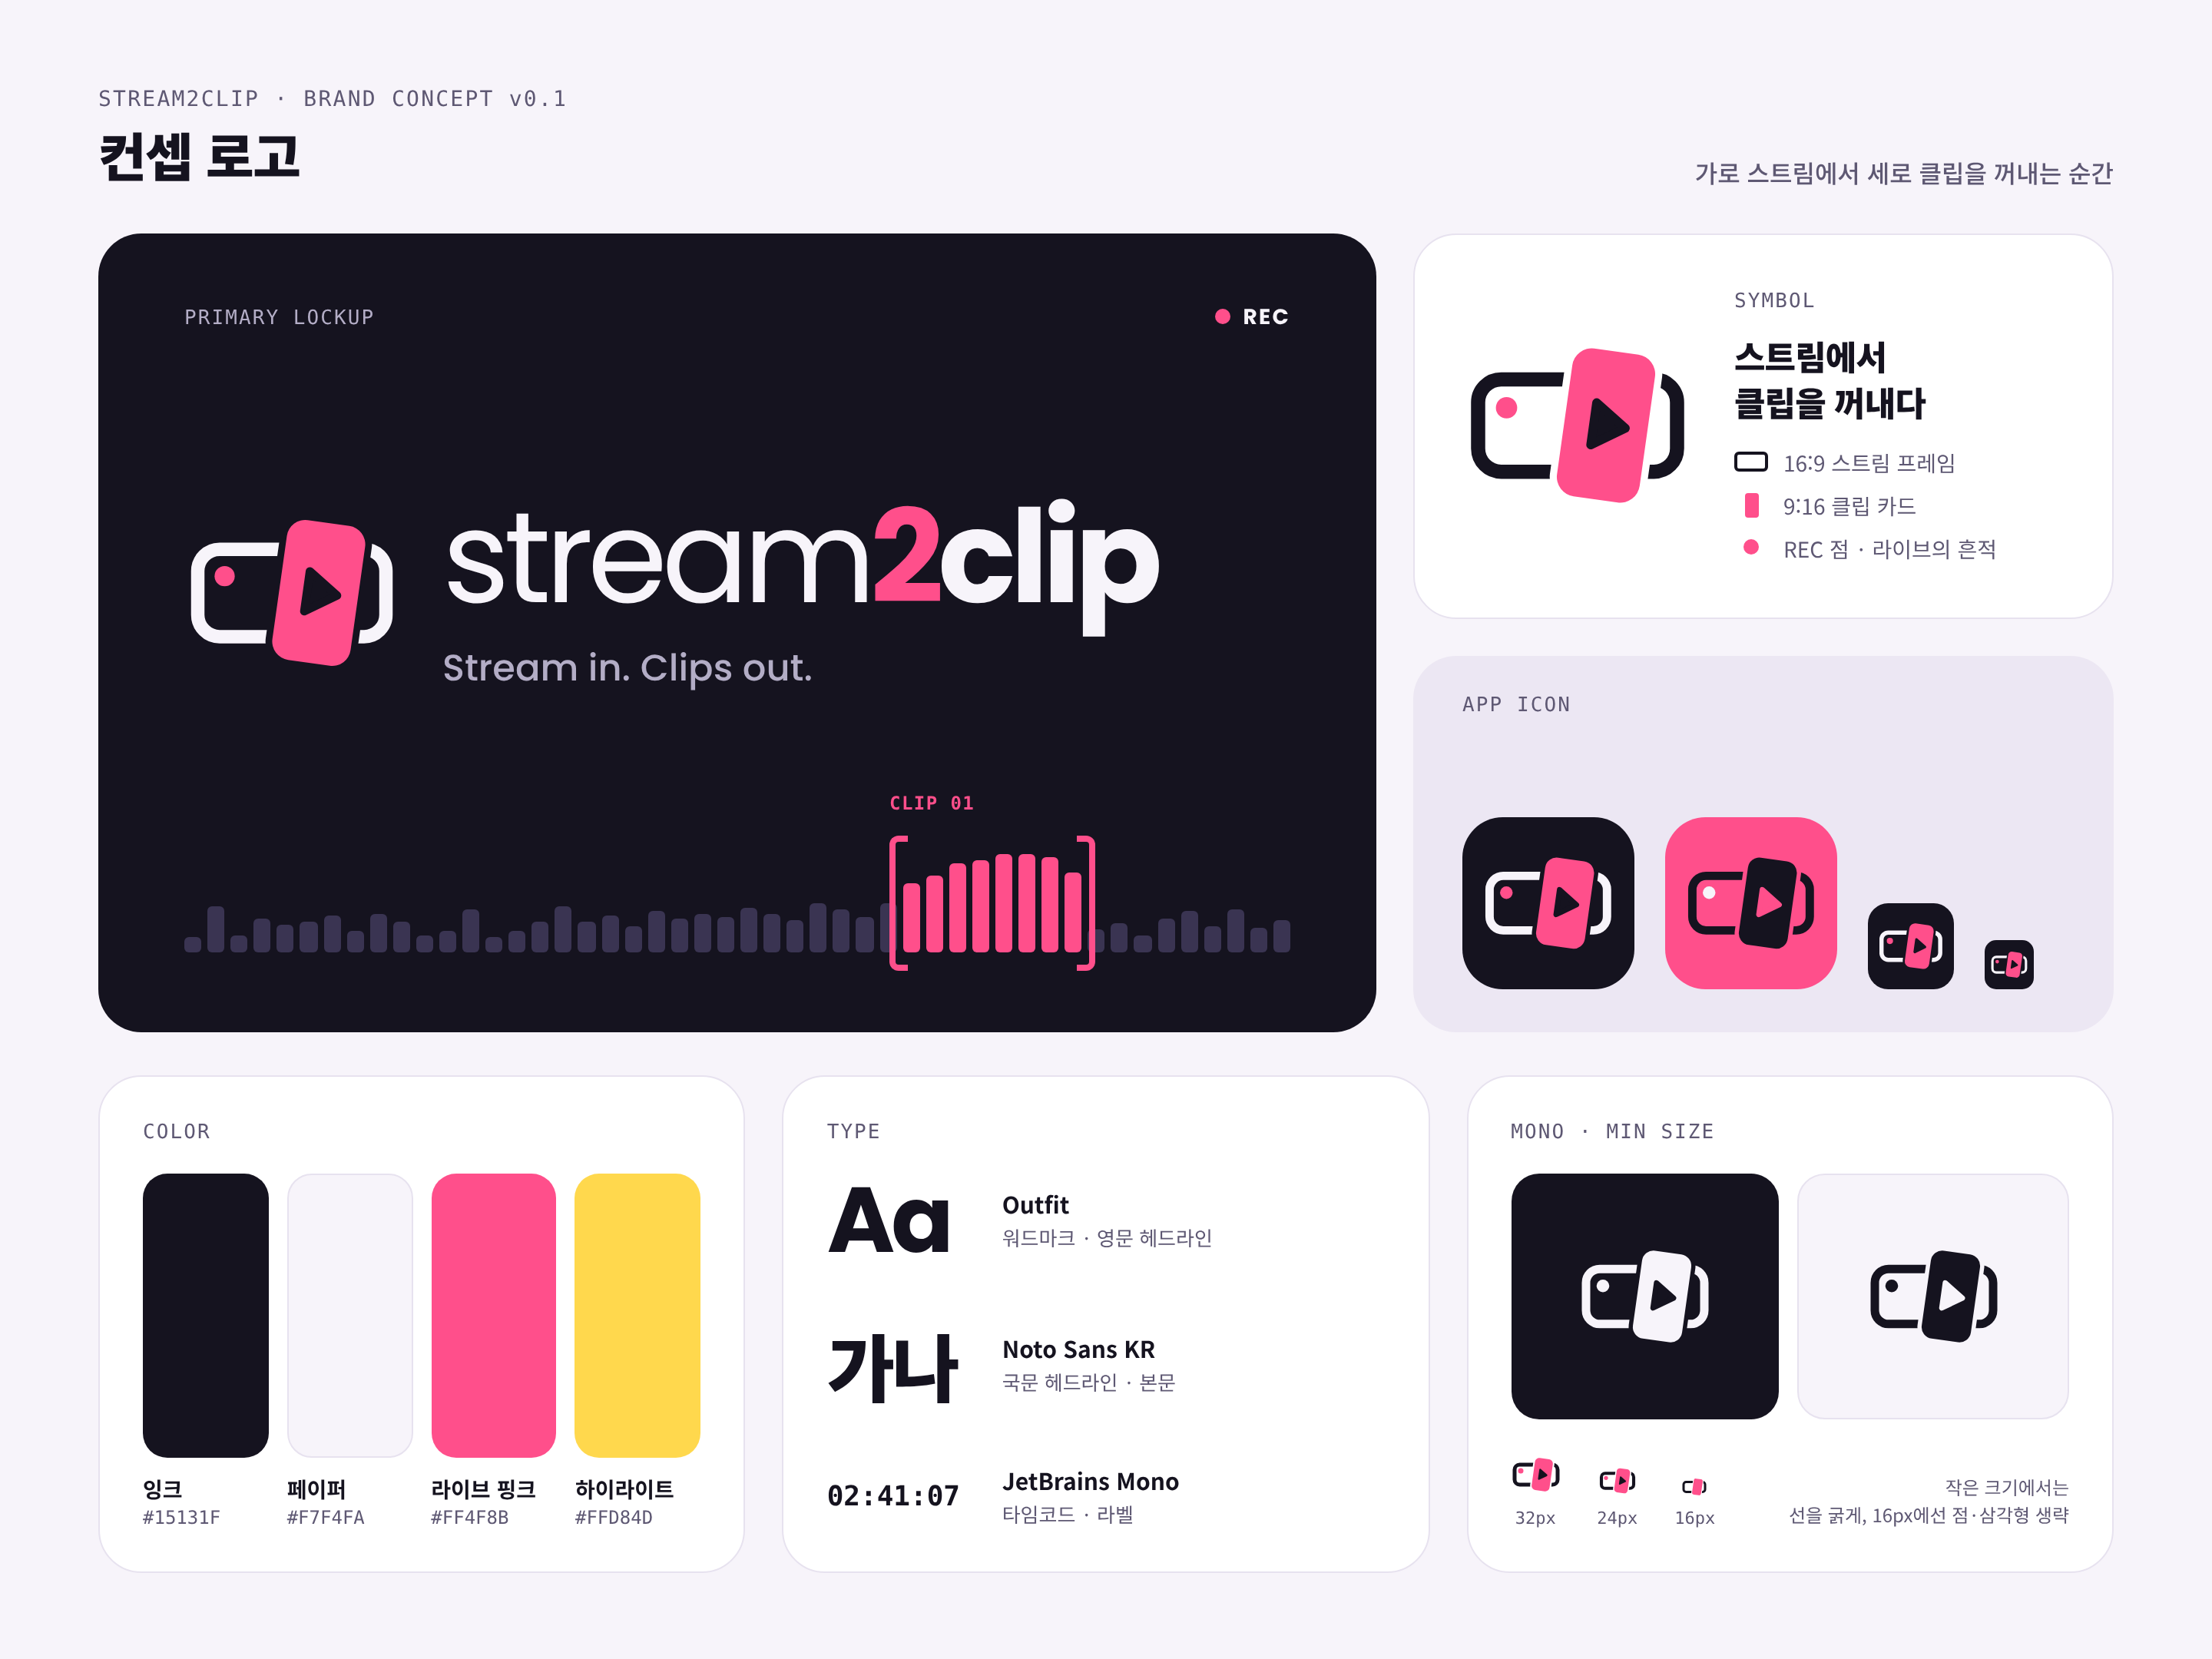 STREAM2CLIP · BRAND CONCEPT v0.1
컨셉 로고
가로 스트림에서 세로 클립을 꺼내는 순간
PRIMARY LOCKUP
REC
stream2clip
Stream in. Clips out.
CLIP 01
SYMBOL
스트림에서
클립을 꺼내다
16:9 스트림 프레임
9:16 클립 카드
REC 점 · 라이브의 흔적
APP ICON
COLOR
잉크
#15131F
페이퍼
#F7F4FA
라이브 핑크
#FF4F8B
하이라이트
#FFD84D
TYPE
Aa
Outfit
워드마크 · 영문 헤드라인
가나
Noto Sans KR
국문 헤드라인 · 본문
02:41:07
JetBrains Mono
타임코드 · 라벨
MONO · MIN SIZE
32px
24px
16px
작은 크기에서는
선을 굵게, 16px에선 점·삼각형 생략